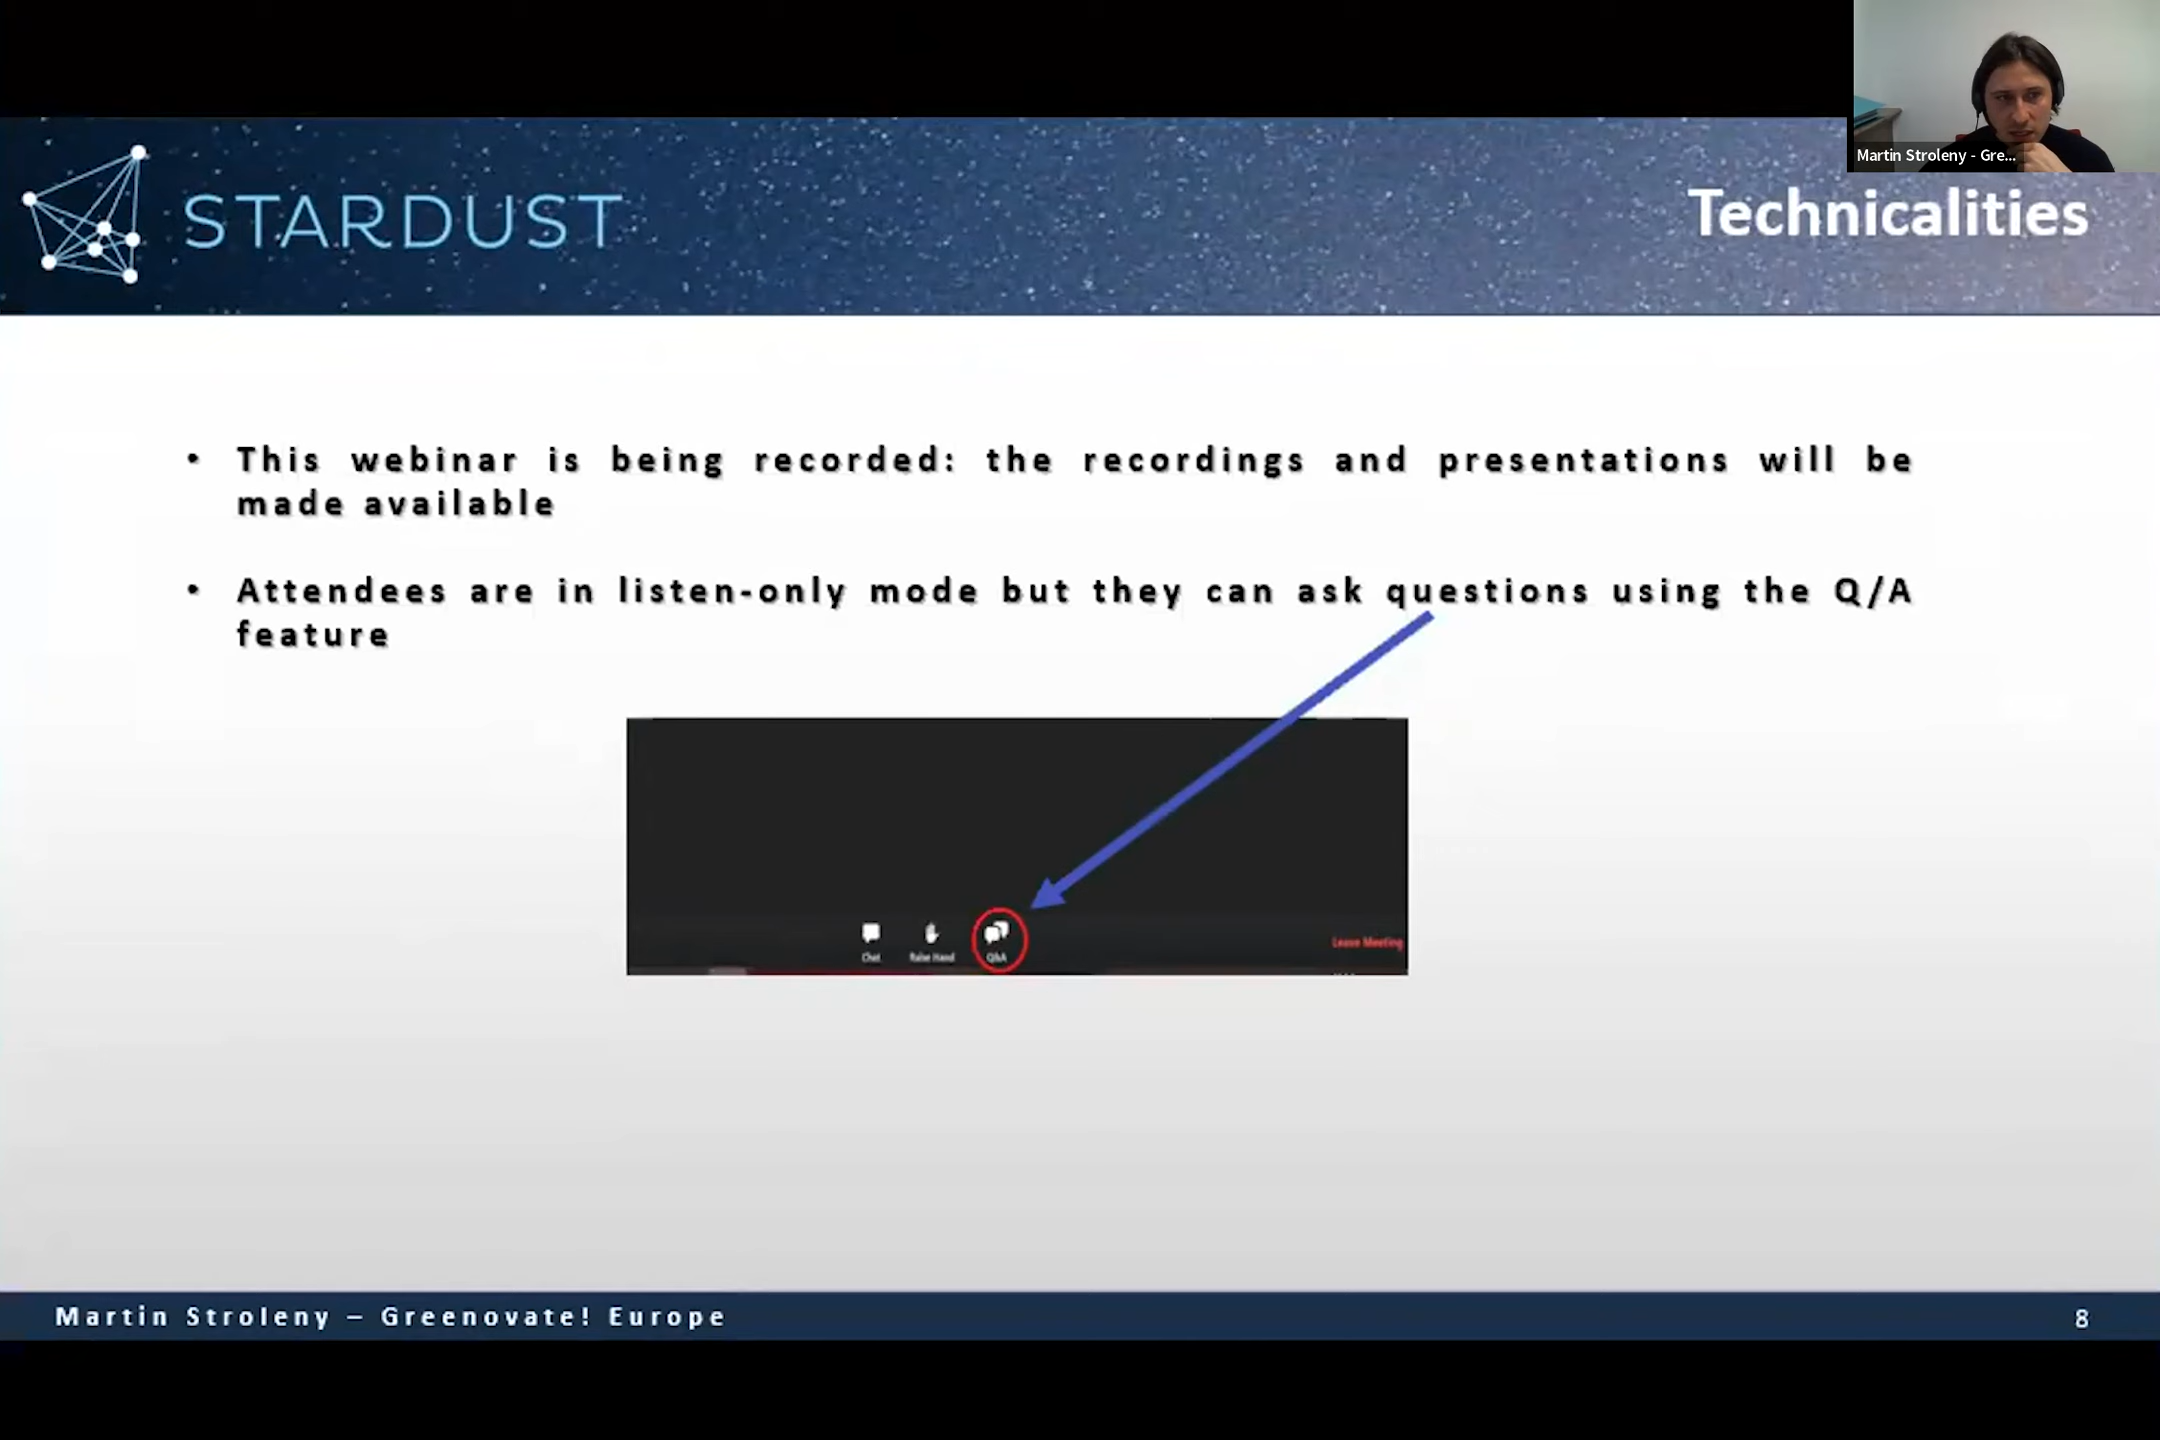 Martin Stroleny - Gre...
STARDUST
Technicalities
• This webinar is being recorded: the recordings and presentations will be
made available
• Attendees are in listen-only mode but they can ask questions using the Q/A
feature
Chat
Raise Hand
Q&A
Leave Meeting
Martin Stroleny – Greenovate! Europe
8